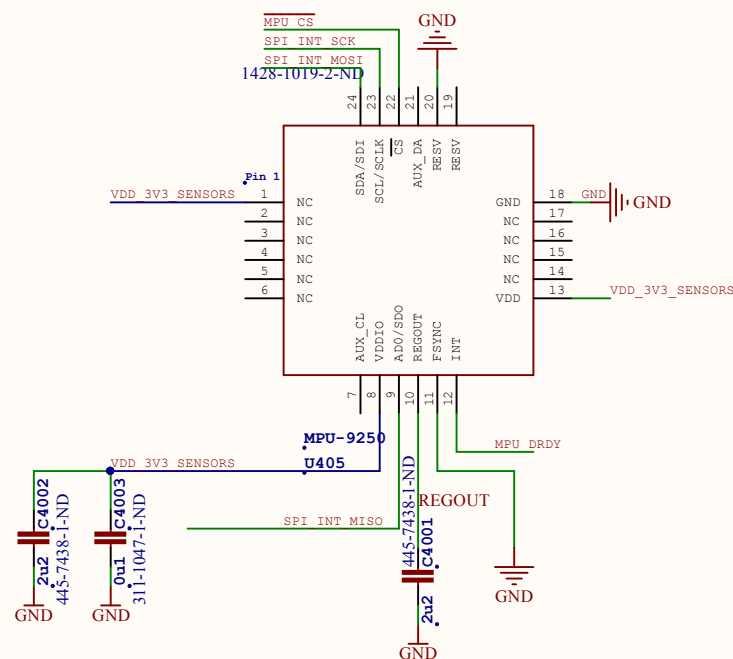 MPU_CS
GND
SPI_INT_SCK
SPI_INT_MOSI
1428-1019-2-ND
24
23
22
21
20
19
SDA/SDI
SCL/SCLK
CS
AUX_DA
RESV
RESV
Pin 1
VDD_3V3_SENSORS
1
NC
2
NC
3
NC
4
NC
5
NC
6
NC
GND
18
GND
GND
NC
17
NC
16
NC
15
NC
14
VDD
13
VDD_3V3_SENSORS
AUX_CL
VDDIO
AD0/SDO
REGOUT
FSYNC
INT
7
8
9
10
11
12
MPU-9250
U405
MPU_DRDY
VDD_3V3_SENSORS
C4002
2u2
445-7438-1-ND
GND
C4003
0u1
311-1047-1-ND
GND
SPI_INT_MISO
REGOUT
445-7438-1-ND
C4001
2u2
GND
GND